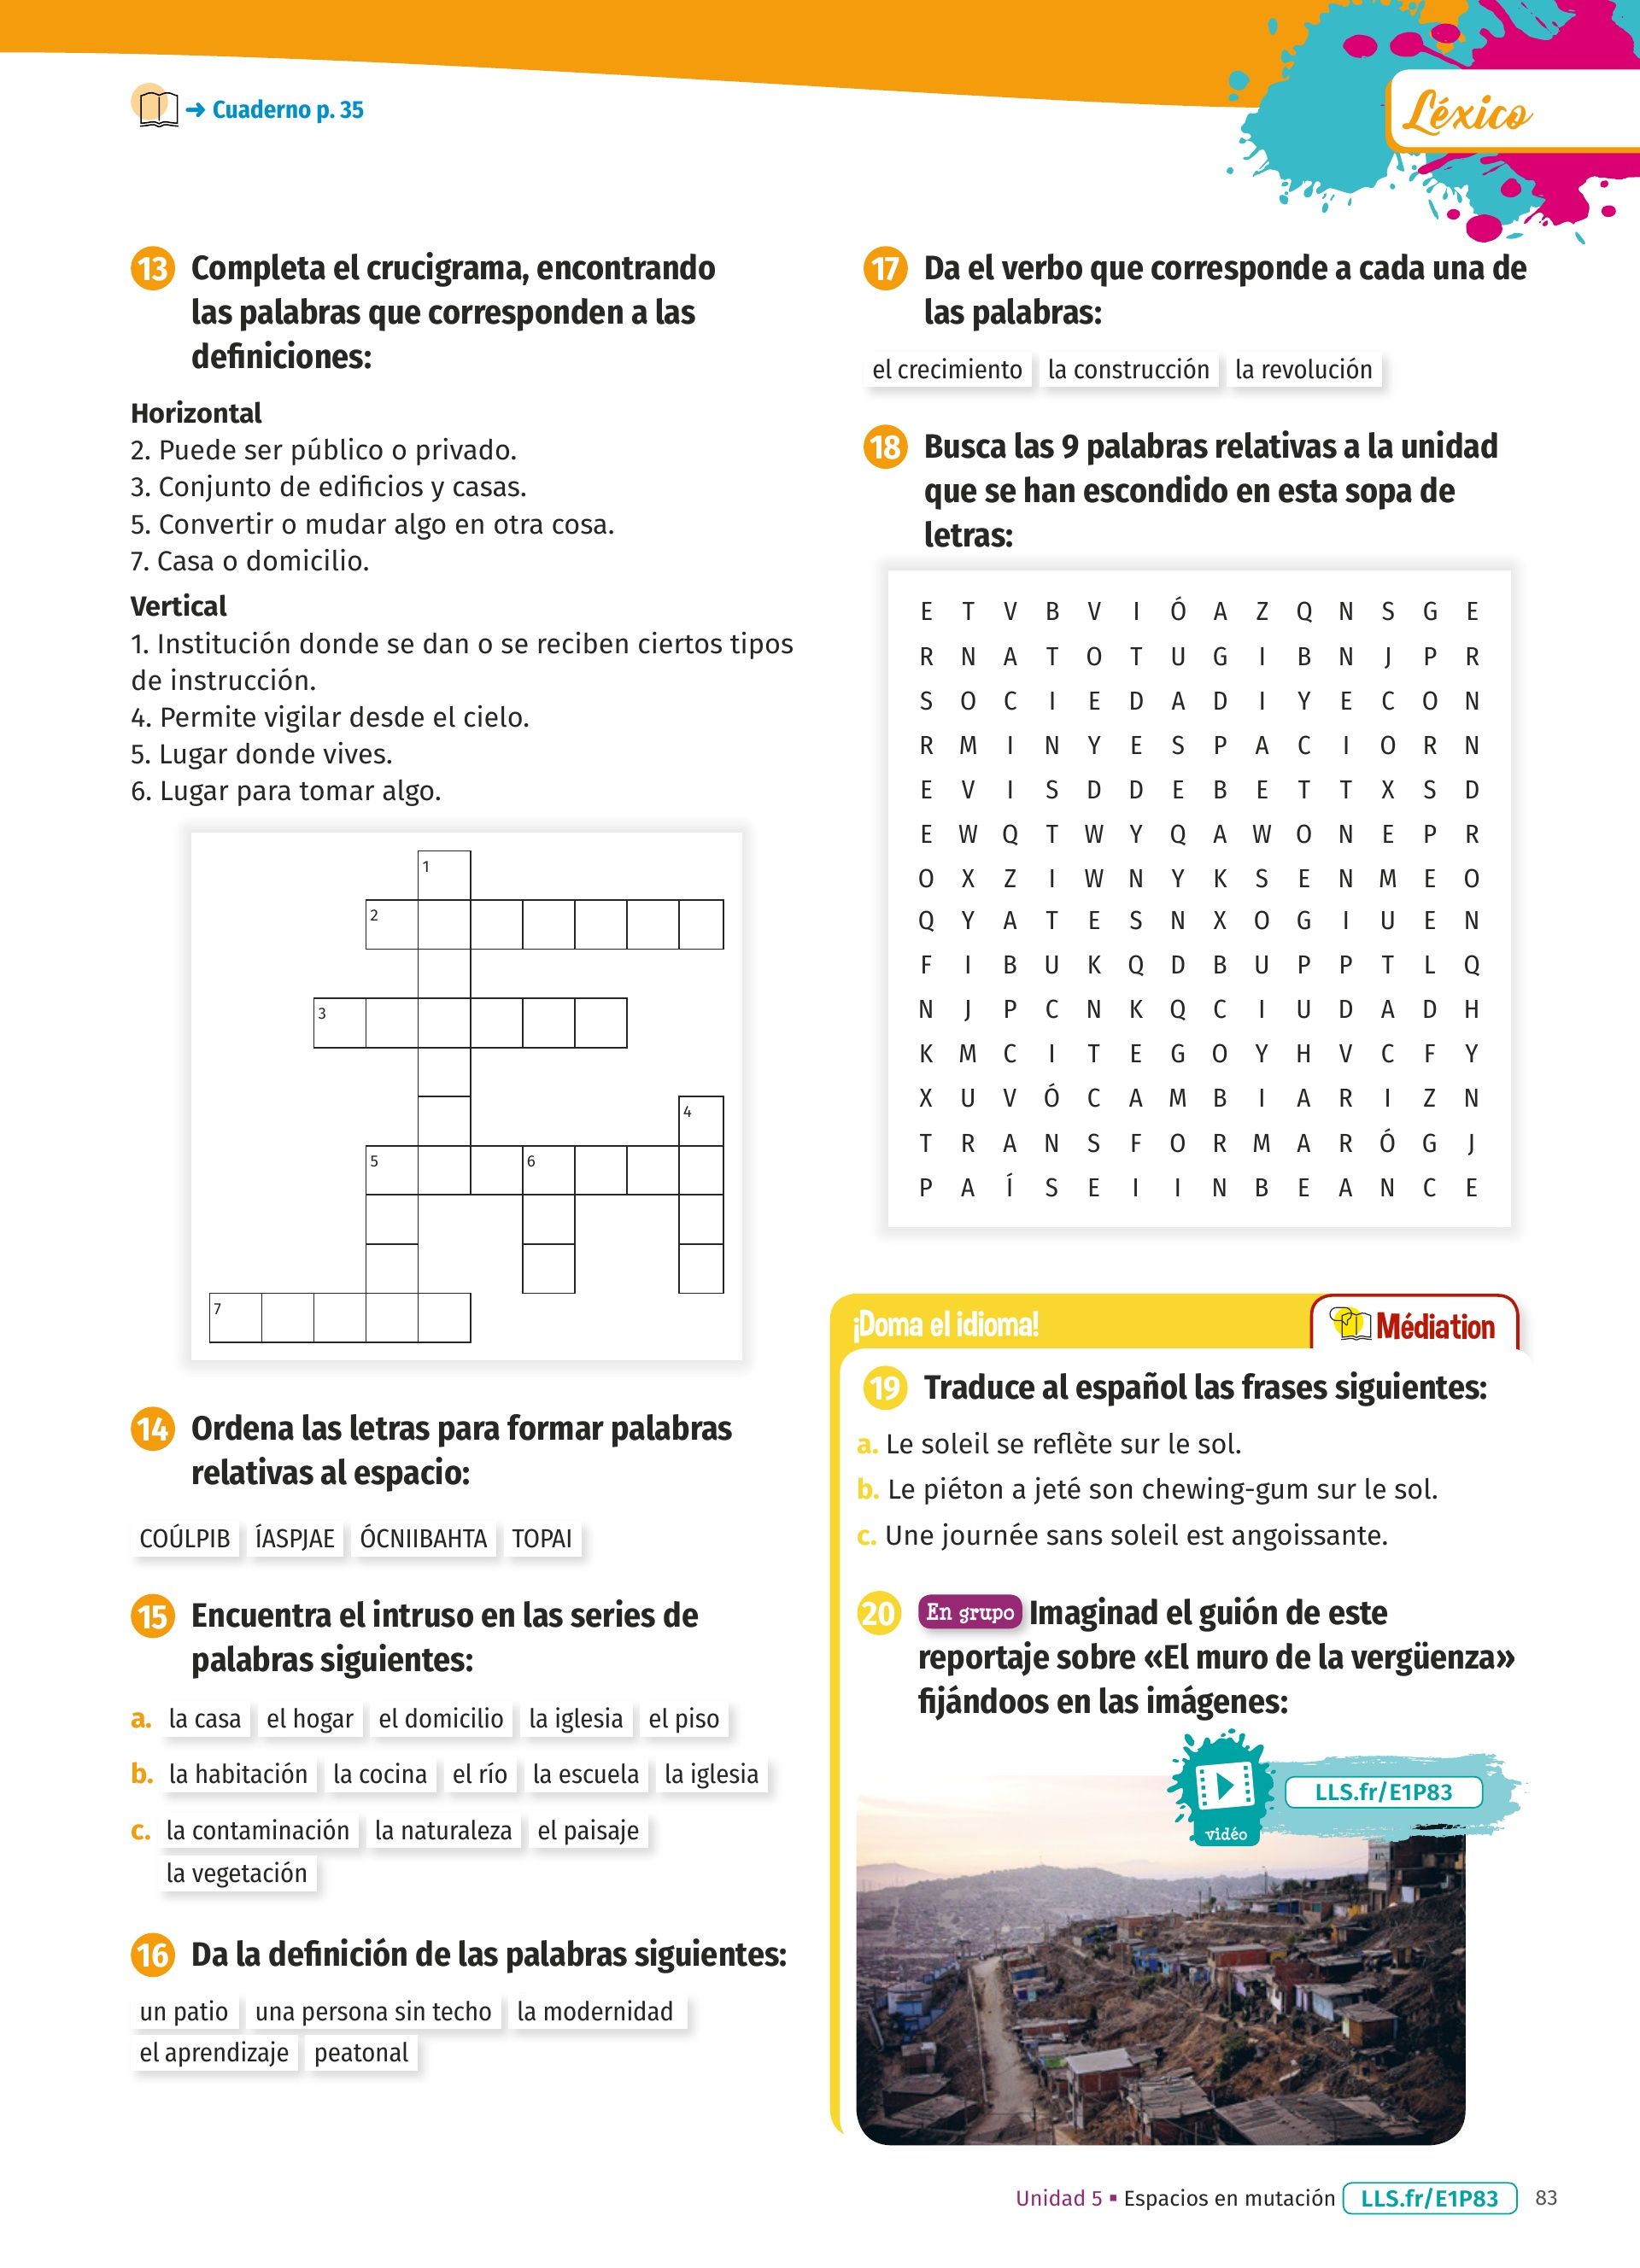 ➜ Cuaderno p. 35
Léxico
13 Completa el crucigrama, encontrando
las palabras que corresponden a las
definiciones:
Horizontal
2. Puede ser público o privado.
3. Conjunto de edificios y casas.
5. Convertir o mudar algo en otra cosa.
7. Casa o domicilio.
Vertical
1. Institución donde se dan o se reciben ciertos tipos
de instrucción.
4. Permite vigilar desde el cielo.
5. Lugar donde vives.
6. Lugar para tomar algo.
1
2
3
4
5 6
7
14 Ordena las letras para formar palabras
relativas al espacio:
COÚLPIB ÍASPJAE ÓCNIIBAHTA TOPAI
15 Encuentra el intruso en las series de
palabras siguientes:
a. la casa el hogar el domicilio la iglesia el piso
b. la habitación la cocina el río la escuela la iglesia
c. la contaminación la naturaleza el paisaje
la vegetación
16 Da la definición de las palabras siguientes:
un patio una persona sin techo la modernidad
el aprendizaje peatonal
17 Da el verbo que corresponde a cada una de
las palabras:
el crecimiento la construcción la revolución
18 Busca las 9 palabras relativas a la unidad
que se han escondido en esta sopa de
letras:
E T V B V I Ó A Z Q N S G E
R N A T O T U G I B N J P R
S O C I E D A D I Y E C O N
R M I N Y E S P A C I O R N
E V I S D D E B E T T X S D
E W Q T W Y Q A W O N E P R
O X Z I W N Y K S E N M E O
Q Y A T E S N X O G I U E N
F I B U K Q D B U P P T L Q
N J P C N K Q C I U D A D H
K M C I T E G O Y H V C F Y
X U V Ó C A M B I A R I Z N
T R A N S F O R M A R Ó G J
P A Í S E I I N B E A N C E
¡Doma el idioma!
Médiation
19 Traduce al español las frases siguientes:
a. Le soleil se reflète sur le sol.
b. Le piéton a jeté son chewing-gum sur le sol.
c. Une journée sans soleil est angoissante.
20 En grupo Imaginad el guión de este
reportaje sobre «El muro de la vergüenza»
fijándoos en las imágenes:
vidéo
LLS.fr/E1P83
Unidad 5 ▪ Espacios en mutación LLS.fr/E1P83 83